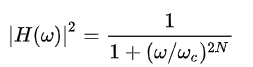 |H(ω)|² = 1 / (1 + (ω/ω_c)^{2N})